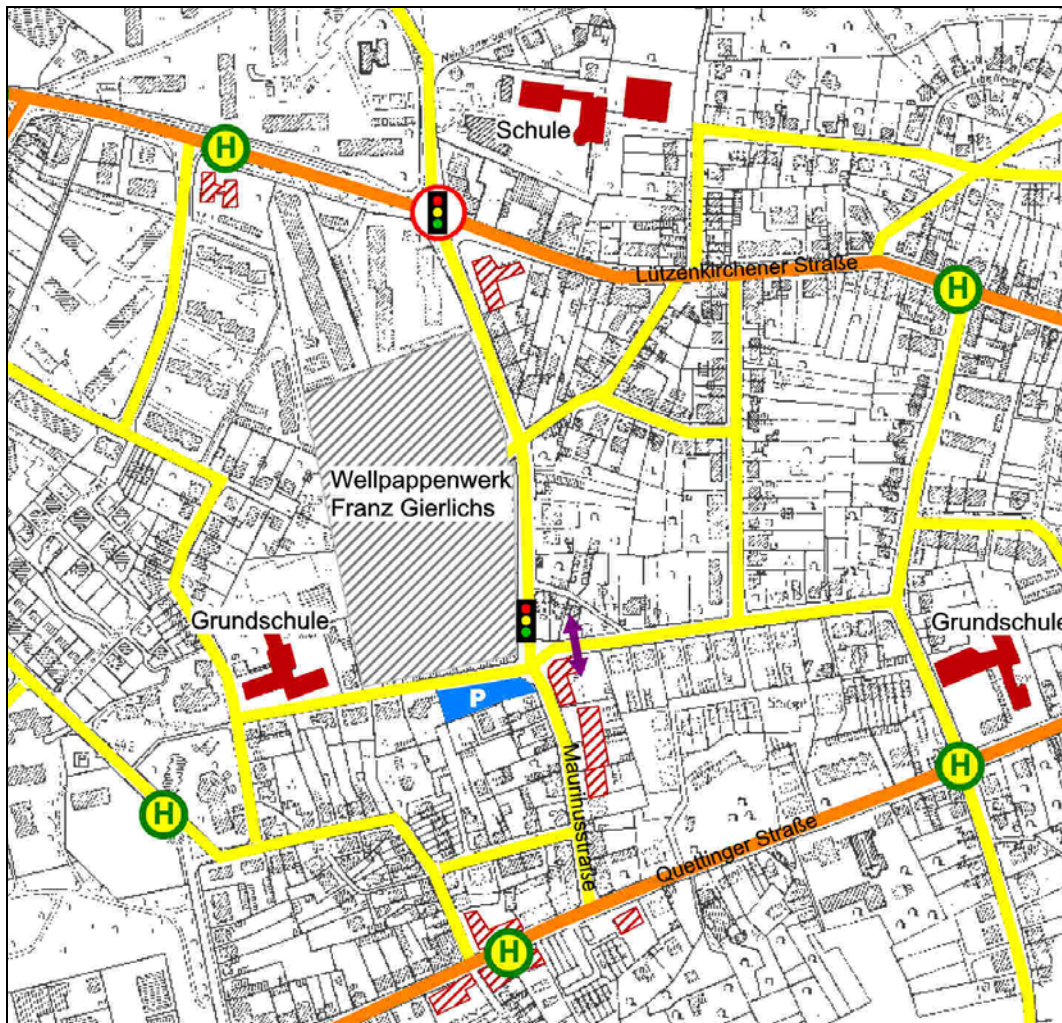 H
Schule
Lützenkirchener Straße
H
Wellpappenwerk
Franz Gierlichs
Grundschule
Grundschule
P
H
Maurinusstraße
Quettinger Straße
H
H